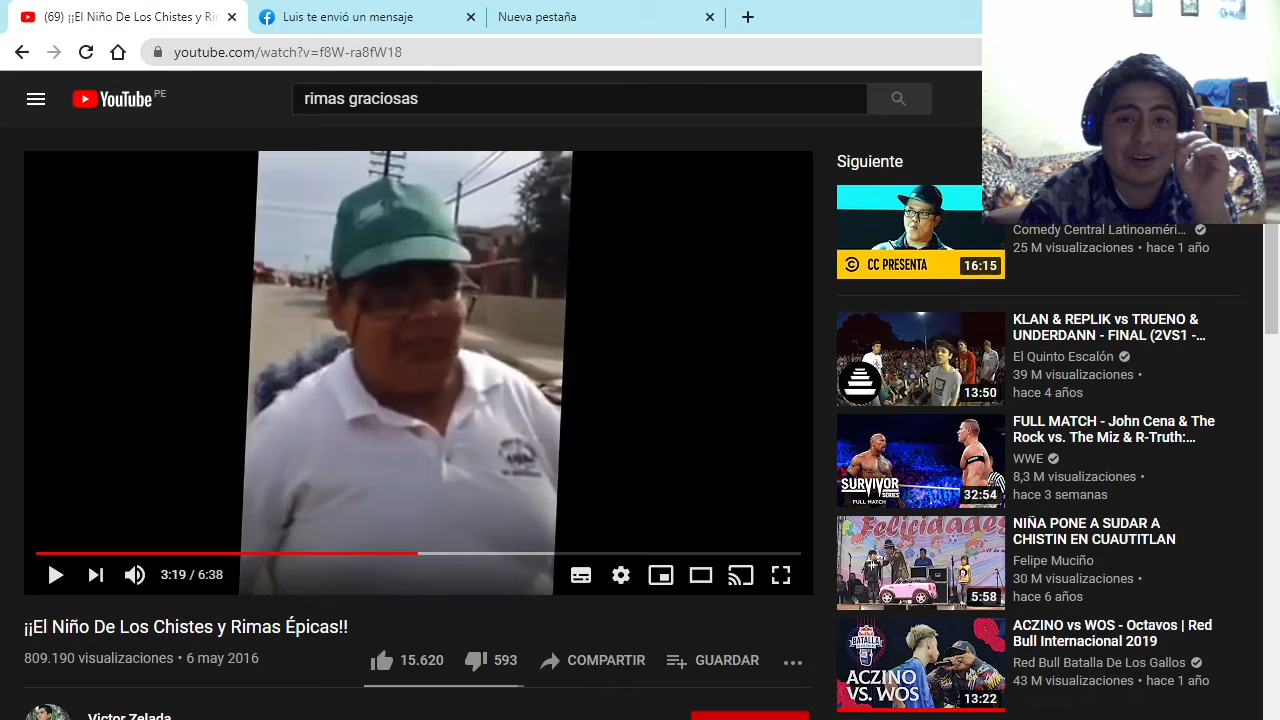 (69) ¡¡El Niño De Los Chistes y Ri
Luis te envió un mensaje
Nueva pestaña
youtube.com/watch?v=f8W-ra8fW18
YouTube PE
rimas graciosas
Siguiente
CC PRESENTA
16:15
Comedy Central Latinoaméri...
25 M visualizaciones • hace 1 año
KLAN & REPLIK vs TRUENO &
UNDERDANN - FINAL (2VS1 -...
El Quinto Escalón
39 M visualizaciones •
hace 4 años
13:50
FULL MATCH - John Cena & The
Rock vs. The Miz & R-Truth:...
WWE
8,3 M visualizaciones •
hace 3 semanas
SURVIVOR
SERIES
FULL MATCH
32:54
NIÑA PONE A SUDAR A
CHISTIN EN CUAUTITLAN
Felipe Muciño
30 M visualizaciones •
hace 6 años
Felicidades
5:58
ACZINO vs WOS - Octavos | Red
Bull Internacional 2019
Red Bull Batalla De Los Gallos
43 M visualizaciones • hace 1 año
BATALLA
ACZINO
VS. WOS
13:22
3:19 / 6:38
¡¡El Niño De Los Chistes y Rimas Épicas!!
809.190 visualizaciones • 6 may 2016
15.620
593
COMPARTIR
GUARDAR
Victor Zelada